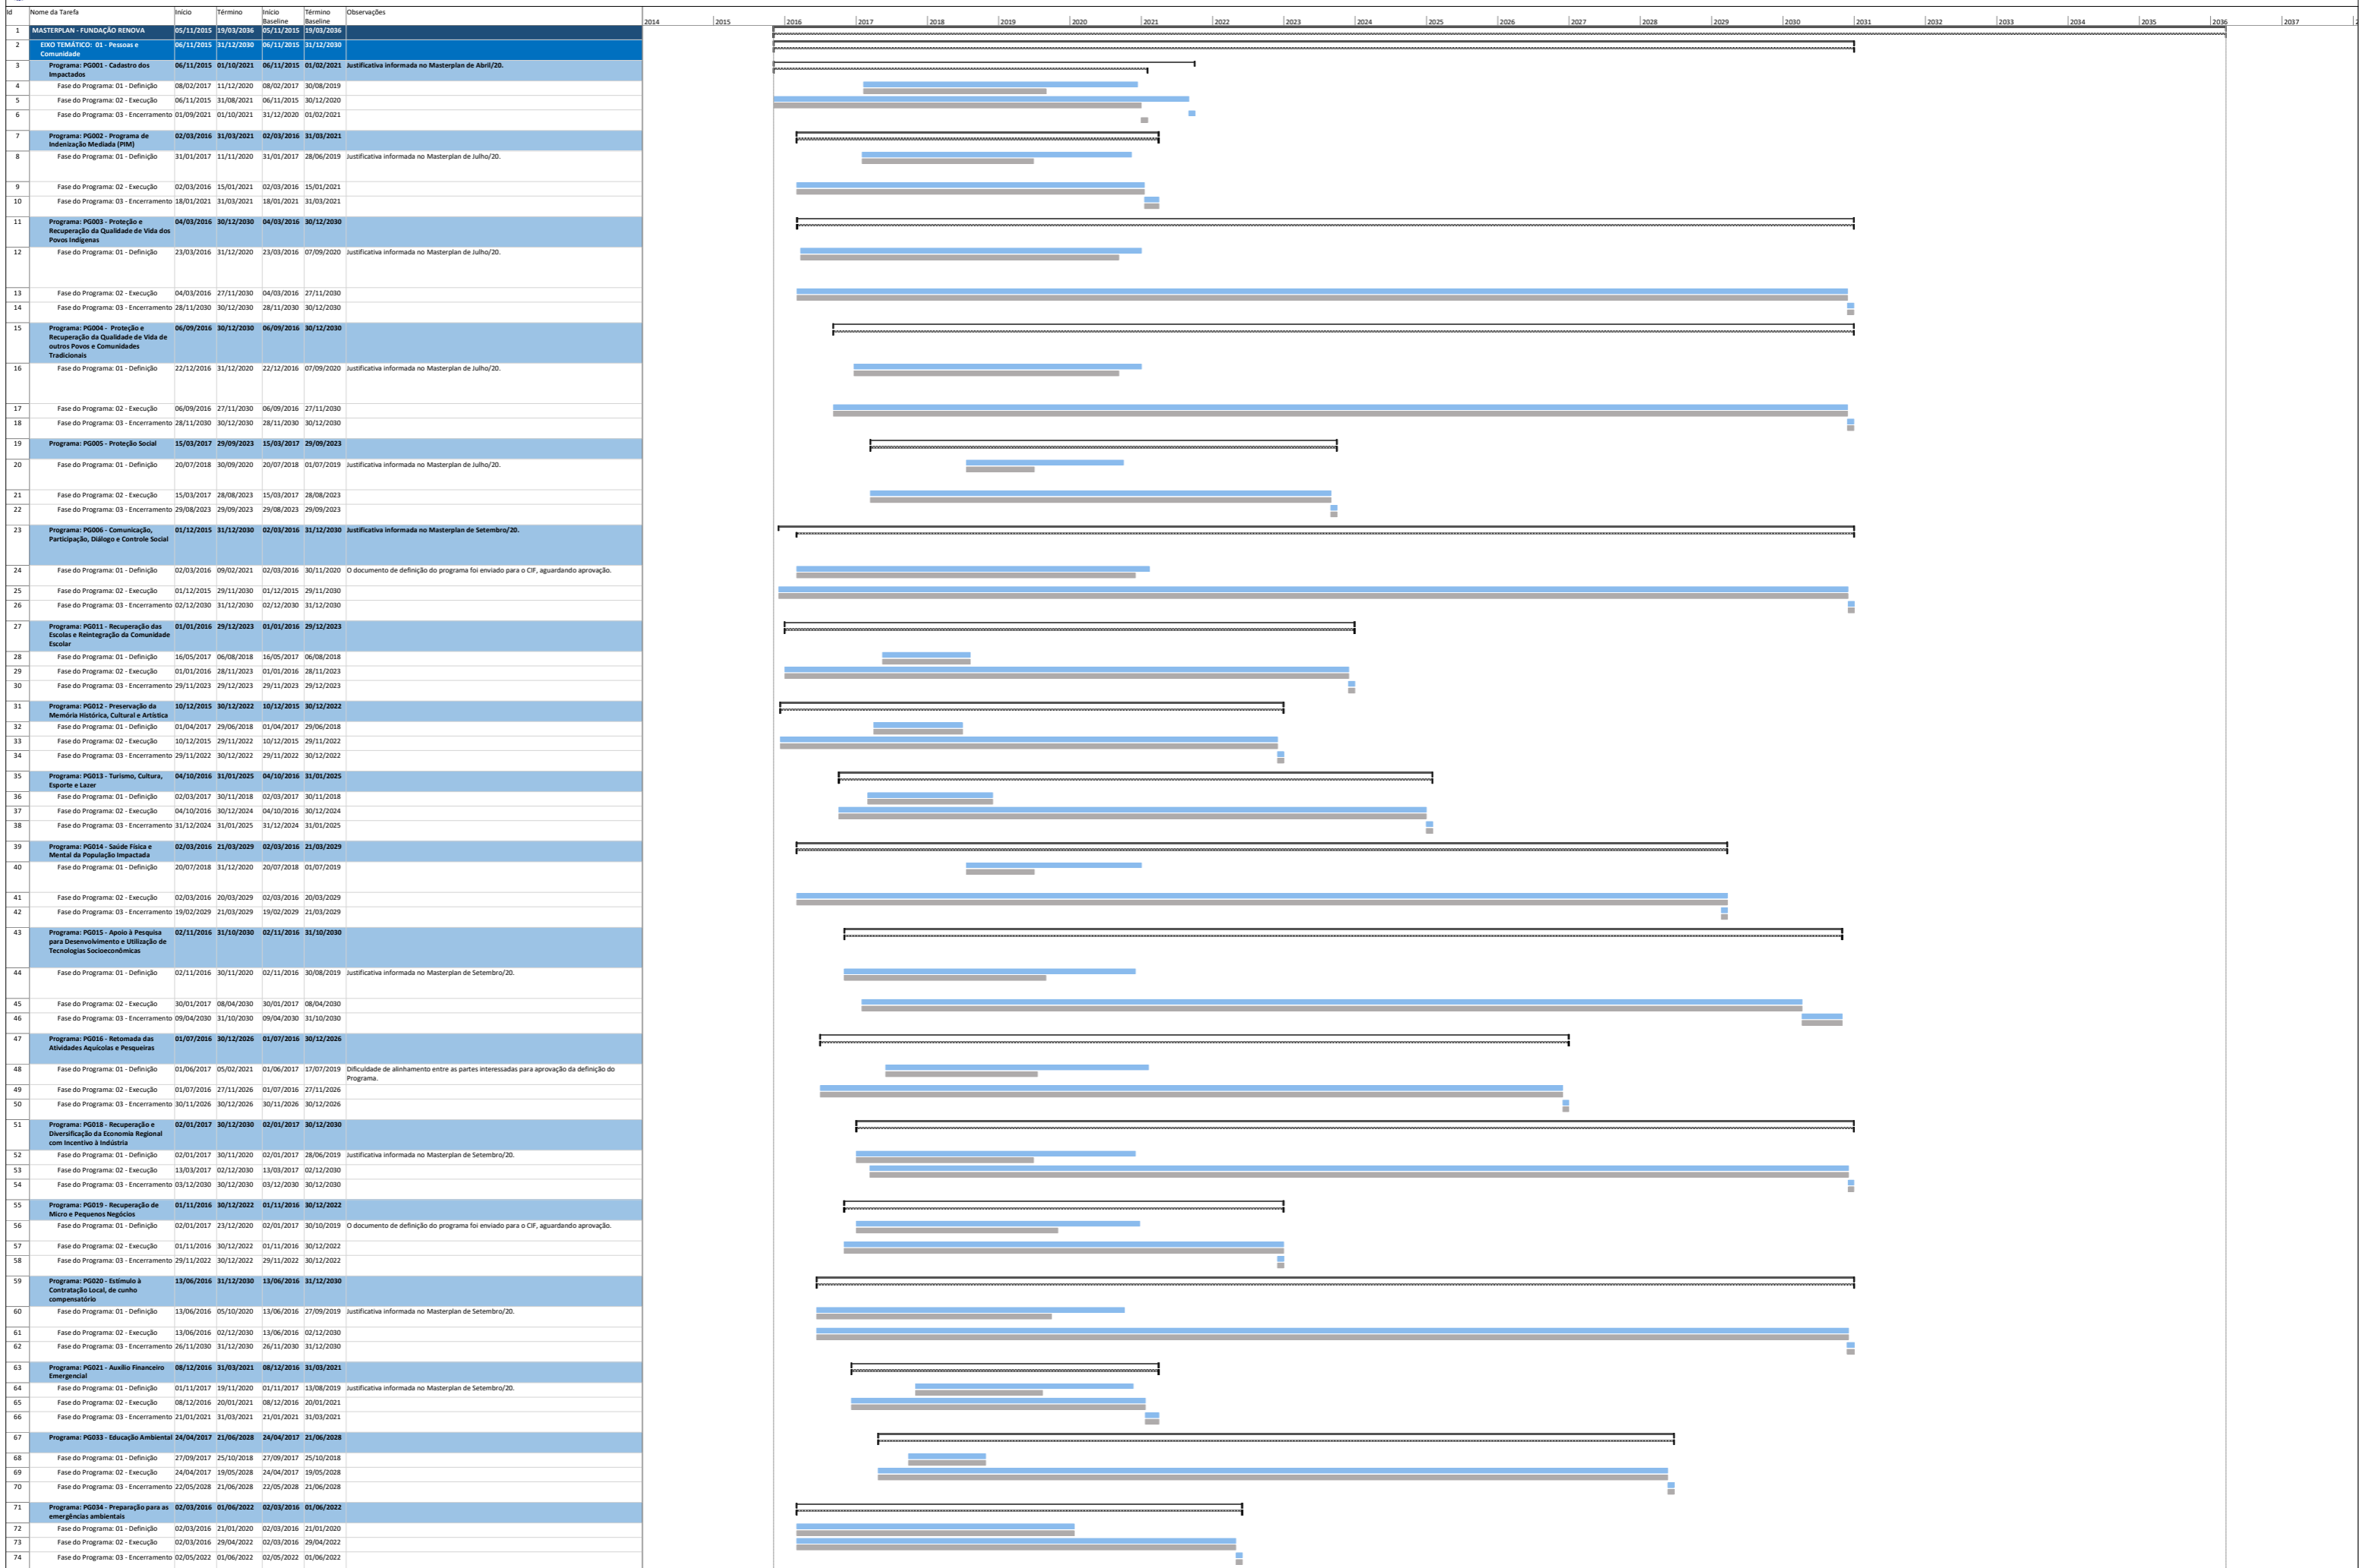 Id Nome da Tarefa Início Término Início Baseline Término Baseline Observações
2014 2015 2016 2017 2018 2019 2020 2021 2022 2023 2024 2025 2026 2027 2028 2029 2030 2031 2032 2033 2034 2035 2036 2037
1 MASTERPLAN - FUNDAÇÃO RENOVA 05/11/2015 19/03/2036 05/11/2015 19/03/2036
2 EIXO TEMÁTICO: 01 - Pessoas e Comunidade 06/11/2015 31/12/2030 06/11/2015 31/12/2030
3 Programa: PG001 - Cadastro dos Impactados 06/11/2015 01/10/2021 06/11/2015 01/02/2021 Justificativa informada no Masterplan de Abril/20.
4 Fase do Programa: 01 - Definição 08/02/2017 11/12/2020 08/02/2017 30/08/2019
5 Fase do Programa: 02 - Execução 06/11/2015 31/08/2021 06/11/2015 30/12/2020
6 Fase do Programa: 03 - Encerramento 01/09/2021 01/10/2021 31/12/2020 01/02/2021
7 Programa: PG002 - Programa de Indenização Mediada (PIM) 02/03/2016 31/03/2021 02/03/2016 31/03/2021
8 Fase do Programa: 01 - Definição 31/01/2017 11/11/2020 31/01/2017 28/06/2019 Justificativa informada no Masterplan de Julho/20.
9 Fase do Programa: 02 - Execução 02/03/2016 15/01/2021 02/03/2016 15/01/2021
10 Fase do Programa: 03 - Encerramento 18/01/2021 31/03/2021 18/01/2021 31/03/2021
11 Programa: PG003 - Proteção e Recuperação da Qualidade de Vida dos Povos Indígenas 04/03/2016 30/12/2030 04/03/2016 30/12/2030
12 Fase do Programa: 01 - Definição 23/03/2016 31/12/2020 23/03/2016 07/09/2020 Justificativa informada no Masterplan de Julho/20.
13 Fase do Programa: 02 - Execução 04/03/2016 27/11/2030 04/03/2016 27/11/2030
14 Fase do Programa: 03 - Encerramento 28/11/2030 30/12/2030 28/11/2030 30/12/2030
15 Programa: PG004 - Proteção e Recuperação da Qualidade de Vida de outros Povos e Comunidades Tradicionais 06/09/2016 30/12/2030 06/09/2016 30/12/2030
16 Fase do Programa: 01 - Definição 22/12/2016 31/12/2020 22/12/2016 07/09/2020 Justificativa informada no Masterplan de Julho/20.
17 Fase do Programa: 02 - Execução 06/09/2016 27/11/2030 06/09/2016 27/11/2030
18 Fase do Programa: 03 - Encerramento 28/11/2030 30/12/2030 28/11/2030 30/12/2030
19 Programa: PG005 - Proteção Social 15/03/2017 29/09/2023 15/03/2017 29/09/2023
20 Fase do Programa: 01 - Definição 20/07/2018 30/09/2020 20/07/2018 01/07/2019 Justificativa informada no Masterplan de Julho/20.
21 Fase do Programa: 02 - Execução 15/03/2017 28/08/2023 15/03/2017 28/08/2023
22 Fase do Programa: 03 - Encerramento 29/08/2023 29/09/2023 29/08/2023 29/09/2023
23 Programa: PG006 - Comunicação, Participação, Diálogo e Controle Social 01/12/2015 31/12/2030 02/03/2016 31/12/2030 Justificativa informada no Masterplan de Setembro/20.
24 Fase do Programa: 01 - Definição 02/03/2016 09/02/2021 02/03/2016 30/11/2020 O documento de definição do programa foi enviado para o CIF, aguardando aprovação.
25 Fase do Programa: 02 - Execução 01/12/2015 29/11/2030 01/12/2015 29/11/2030
26 Fase do Programa: 03 - Encerramento 02/12/2030 31/12/2030 02/12/2030 31/12/2030
27 Programa: PG011 - Recuperação das Escolas e Reintegração da Comunidade Escolar 01/01/2016 29/12/2023 01/01/2016 29/12/2023
28 Fase do Programa: 01 - Definição 16/05/2017 06/08/2018 16/05/2017 06/08/2018
29 Fase do Programa: 02 - Execução 01/01/2016 28/11/2023 01/01/2016 28/11/2023
30 Fase do Programa: 03 - Encerramento 29/11/2023 29/12/2023 29/11/2023 29/12/2023
31 Programa: PG012 - Preservação da Memória Histórica, Cultural e Artística 10/12/2015 30/12/2022 10/12/2015 30/12/2022
32 Fase do Programa: 01 - Definição 01/04/2017 29/06/2018 01/04/2017 29/06/2018
33 Fase do Programa: 02 - Execução 10/12/2015 29/11/2022 10/12/2015 29/11/2022
34 Fase do Programa: 03 - Encerramento 29/11/2022 30/12/2022 29/11/2022 30/12/2022
35 Programa: PG013 - Turismo, Cultura, Esporte e Lazer 04/10/2016 31/01/2025 04/10/2016 31/01/2025
36 Fase do Programa: 01 - Definição 02/03/2017 30/11/2018 02/03/2017 30/11/2018
37 Fase do Programa: 02 - Execução 04/10/2016 30/12/2024 04/10/2016 30/12/2024
38 Fase do Programa: 03 - Encerramento 31/12/2024 31/01/2025 31/12/2024 31/01/2025
39 Programa: PG014 - Saúde Física e Mental da População Impactada 02/03/2016 21/03/2029 02/03/2016 21/03/2029
40 Fase do Programa: 01 - Definição 20/07/2018 31/12/2020 20/07/2018 01/07/2019
41 Fase do Programa: 02 - Execução 02/03/2016 20/03/2029 02/03/2016 20/03/2029
42 Fase do Programa: 03 - Encerramento 19/02/2029 21/03/2029 19/02/2029 21/03/2029
43 Programa: PG015 - Apoio à Pesquisa para Desenvolvimento e Utilização de Tecnologias Socioeconômicas 02/11/2016 31/10/2030 02/11/2016 31/10/2030
44 Fase do Programa: 01 - Definição 02/11/2016 30/11/2020 02/11/2016 30/08/2019 Justificativa informada no Masterplan de Setembro/20.
45 Fase do Programa: 02 - Execução 30/01/2017 08/04/2030 30/01/2017 08/04/2030
46 Fase do Programa: 03 - Encerramento 09/04/2030 31/10/2030 09/04/2030 31/10/2030
47 Programa: PG016 - Retomada das Atividades Aquícolas e Pesqueiras 01/07/2016 30/12/2026 01/07/2016 30/12/2026
48 Fase do Programa: 01 - Definição 01/06/2017 05/02/2021 01/06/2017 17/07/2019 Dificuldade de alinhamento entre as partes interessadas para aprovação da definição do Programa.
49 Fase do Programa: 02 - Execução 01/07/2016 27/11/2026 01/07/2016 27/11/2026
50 Fase do Programa: 03 - Encerramento 30/11/2026 30/12/2026 30/11/2026 30/12/2026
51 Programa: PG018 - Recuperação e Diversificação da Economia Regional com Incentivo à Indústria 02/01/2017 30/12/2030 02/01/2017 30/12/2030
52 Fase do Programa: 01 - Definição 02/01/2017 30/11/2020 02/01/2017 28/06/2019 Justificativa informada no Masterplan de Setembro/20.
53 Fase do Programa: 02 - Execução 13/03/2017 02/12/2030 13/03/2017 02/12/2030
54 Fase do Programa: 03 - Encerramento 03/12/2030 30/12/2030 03/12/2030 30/12/2030
55 Programa: PG019 - Recuperação de Micro e Pequenos Negócios 01/11/2016 30/12/2022 01/11/2016 30/12/2022
56 Fase do Programa: 01 - Definição 02/01/2017 23/12/2020 02/01/2017 30/10/2019 O documento de definição do programa foi enviado para o CIF, aguardando aprovação.
57 Fase do Programa: 02 - Execução 01/11/2016 30/12/2022 01/11/2016 30/12/2022
58 Fase do Programa: 03 - Encerramento 29/11/2022 30/12/2022 29/11/2022 30/12/2022
59 Programa: PG020 - Estímulo à Contratação Local, de cunho compensatório 13/06/2016 31/12/2030 13/06/2016 31/12/2030
60 Fase do Programa: 01 - Definição 13/06/2016 05/10/2020 13/06/2016 27/09/2019 Justificativa informada no Masterplan de Setembro/20.
61 Fase do Programa: 02 - Execução 13/06/2016 02/12/2030 13/06/2016 02/12/2030
62 Fase do Programa: 03 - Encerramento 26/11/2030 31/12/2030 26/11/2030 31/12/2030
63 Programa: PG021 - Auxílio Financeiro Emergencial 08/12/2016 31/03/2021 08/12/2016 31/03/2021
64 Fase do Programa: 01 - Definição 01/11/2017 19/11/2020 01/11/2017 13/08/2019 Justificativa informada no Masterplan de Setembro/20.
65 Fase do Programa: 02 - Execução 08/12/2016 20/01/2021 08/12/2016 20/01/2021
66 Fase do Programa: 03 - Encerramento 21/01/2021 31/03/2021 21/01/2021 31/03/2021
67 Programa: PG033 - Educação Ambiental 24/04/2017 21/06/2028 24/04/2017 21/06/2028
68 Fase do Programa: 01 - Definição 27/09/2017 25/10/2018 27/09/2017 25/10/2018
69 Fase do Programa: 02 - Execução 24/04/2017 19/05/2028 24/04/2017 19/05/2028
70 Fase do Programa: 03 - Encerramento 22/05/2028 21/06/2028 22/05/2028 21/06/2028
71 Programa: PG034 - Preparação para as emergências ambientais 02/03/2016 01/06/2022 02/03/2016 01/06/2022
72 Fase do Programa: 01 - Definição 02/03/2016 21/01/2020 02/03/2016 21/01/2020
73 Fase do Programa: 02 - Execução 02/03/2016 29/04/2022 02/03/2016 29/04/2022
74 Fase do Programa: 03 - Encerramento 02/05/2022 01/06/2022 02/05/2022 01/06/2022